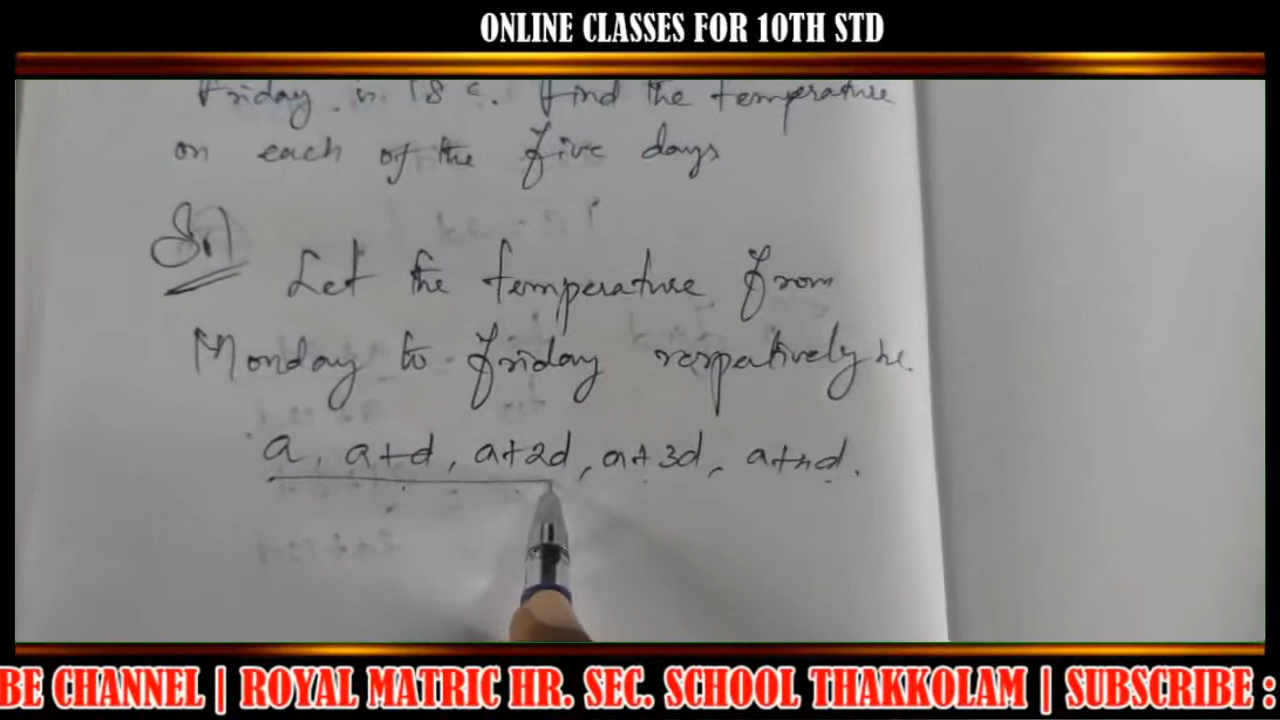 ONLINE CLASSES FOR 10TH STD
Friday is 18°C. Find the temperature
on each of the five days
Sol
Let the temperature from
Monday to Friday respatively be.
a, a+d, a+2d, a+3d, a+4d.
BE CHANNEL | ROYAL MATRIC HR. SEC. SCHOOL THAKKOLAM | SUBSCRIBE :